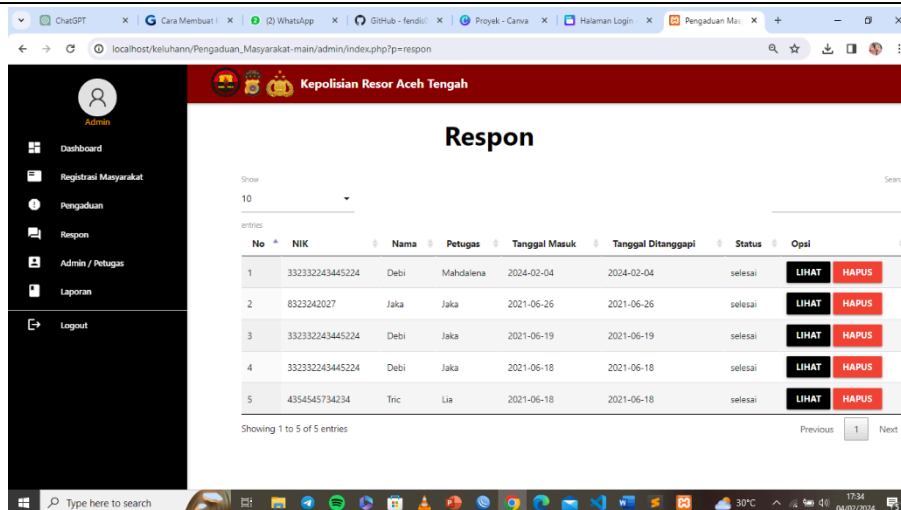 ChatGPT
Cara Membuat
(2) WhatsApp
GitHub - fendis
Proyek - Canva
Halaman Login
Pengaduan Mas
localhost/keluhann/Pengaduan_Masyarakat-main/admin/index.php?p=respon
Kepolisian Resor Aceh Tengah
Admin
Dashboard
Registrasi Masyarakat
Pengaduan
Respon
Admin / Petugas
Laporan
Logout
Respon
Show
10
entries
Searc
No NIK Nama Petugas Tanggal Masuk Tanggal Ditanggapi Status Opsi
1 332332243445224 Debi Mahdalena 2024-02-04 2024-02-04 selesai LIHAT HAPUS
2 8323242027 Jaka Jaka 2021-06-26 2021-06-26 selesai LIHAT HAPUS
3 332332243445224 Debi Jaka 2021-06-19 2021-06-19 selesai LIHAT HAPUS
4 332332243445224 Debi Jaka 2021-06-18 2021-06-18 selesai LIHAT HAPUS
5 4354545734234 Tric Lia 2021-06-18 2021-06-18 selesai LIHAT HAPUS
Showing 1 to 5 of 5 entries
Previous 1 Next
Type here to search
30°C
17:34
04/02/2024